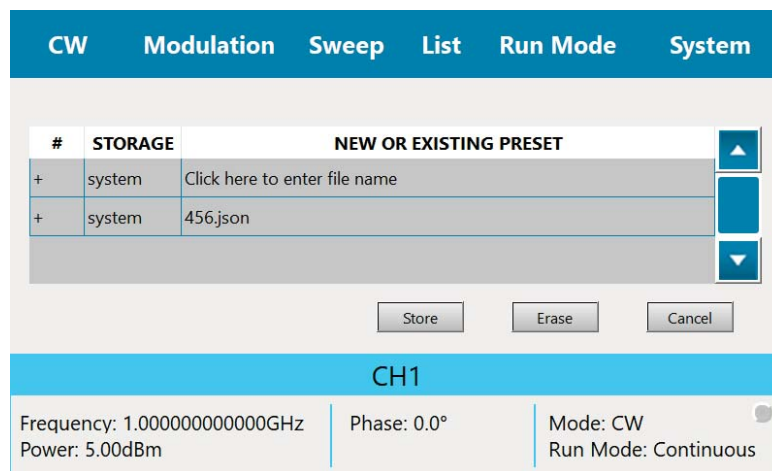 CW Modulation Sweep List Run Mode System
# STORAGE NEW OR EXISTING PRESET
+ system Click here to enter file name
+ system 456.json
Store Erase Cancel
CH1
Frequency: 1.000000000000GHz Phase: 0.0° Mode: CW
Power: 5.00dBm Run Mode: Continuous